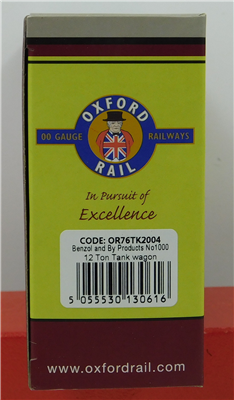 OXFORD
00 GAUGE RAILWAYS
RAIL
In Pursuit of
Excellence
CODE: OR76TK2004
Benzol and By Products No1000
12 Ton Tank wagon
5 055530 130616
www.oxfordrail.com